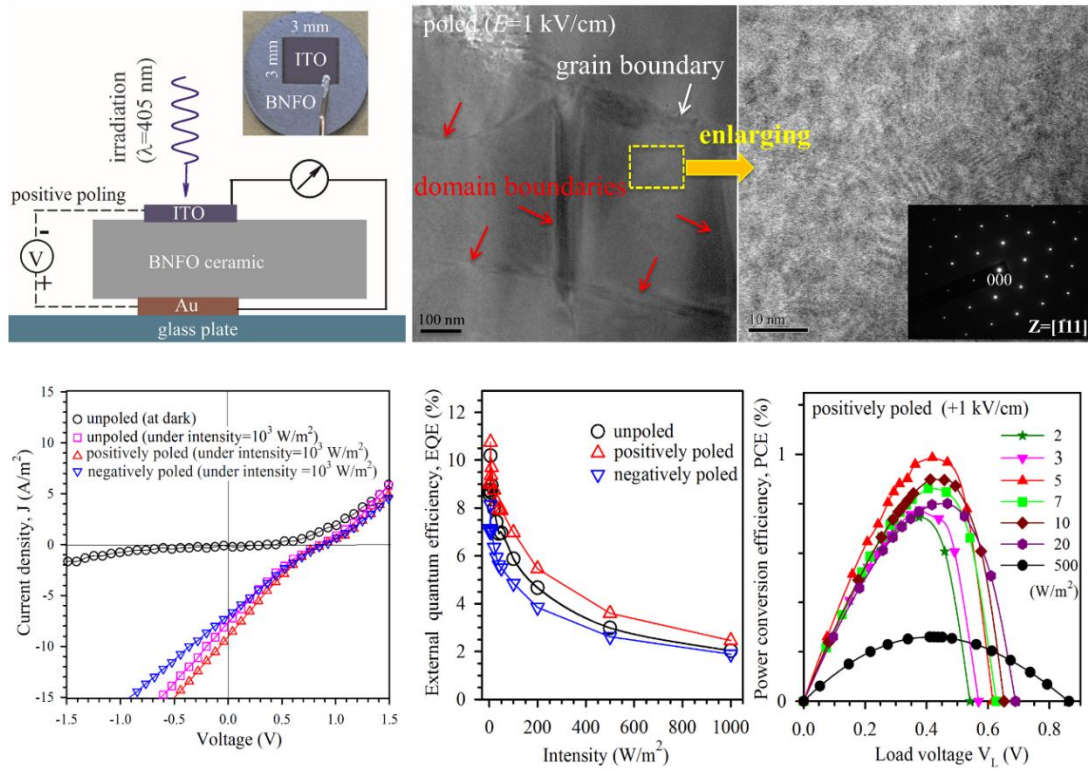 3 mm
3 mm
ITO
BNFO
irradiation
(λ=405 nm)
positive poling
ITO
-
V
+
BNFO ceramic
Au
glass plate
poled (E=1 kV/cm)
grain boundary
enlarging
domain boundaries
100 nm
000
10 nm
Z=[111]
Current density, J (A/m²)
15
10
5
0
-5
-10
-15
unpoled (at dark)
unpoled (under intensity=10³ W/m²)
positively poled (under intensity=10³ W/m²)
negatively poled (under intensity =10³ W/m²)
-1.5 -1.0 -0.5 0.0 0.5 1.0 1.5
Voltage (V)
External quantum efficiency, EQE (%)
12
10
8
6
4
2
0
unpoled
positively poled
negatively poled
0 200 400 600 800 1000
Intensity (W/m²)
Power conversion efficiency, PCE (%)
1
0
positively poled (+1 kV/cm)
2
3
5
7
10
20
500
(W/m²)
0.0 0.2 0.4 0.6 0.8
Load voltage V_L (V)